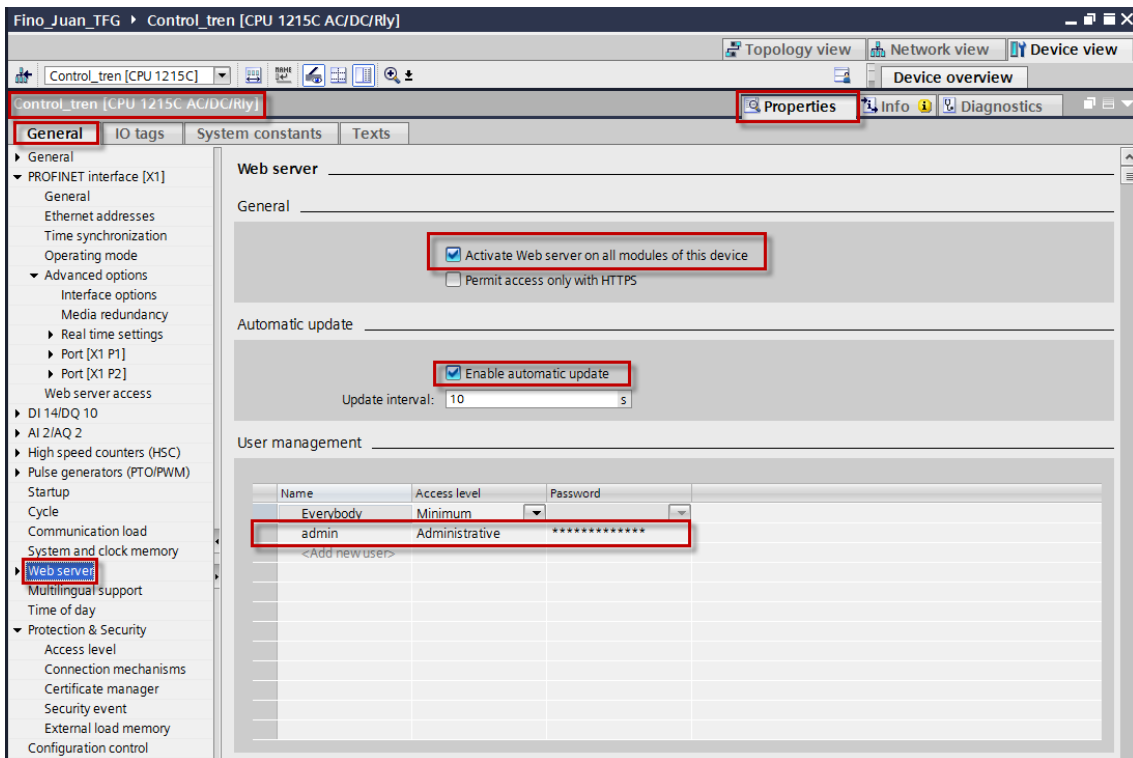 Fino_Juan_TFG ▸ Control_tren [CPU 1215C AC/DC/Rly]
Topology view Network view Device view
Control_tren [CPU 1215C] Device overview
Control_tren [CPU 1215C AC/DC/Rly] Properties Info Diagnostics
General IO tags System constants Texts
General
PROFINET interface [X1]
General
Ethernet addresses
Time synchronization
Operating mode
Advanced options
Interface options
Media redundancy
Real time settings
Port [X1 P1]
Port [X1 P2]
Web server access
DI 14/DQ 10
AI 2/AQ 2
High speed counters (HSC)
Pulse generators (PTO/PWM)
Startup
Cycle
Communication load
System and clock memory
Web server
Multilingual support
Time of day
Protection & Security
Access level
Connection mechanisms
Certificate manager
Security event
External load memory
Configuration control
Web server
General
Activate Web server on all modules of this device
Permit access only with HTTPS
Automatic update
Enable automatic update
Update interval: 10 s
User management
Name Access level Password
Everybody Minimum
admin Administrative *************
<Add new user>